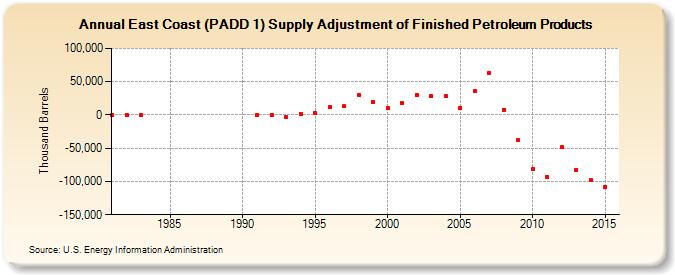 Annual East Coast (PADD 1) Supply Adjustment of Finished Petroleum Products
Thousand Barrels
100,000
50,000
0
-50,000
-100,000
-150,000
1985 1990 1995 2000 2005 2010 2015
Source: U.S. Energy Information Administration